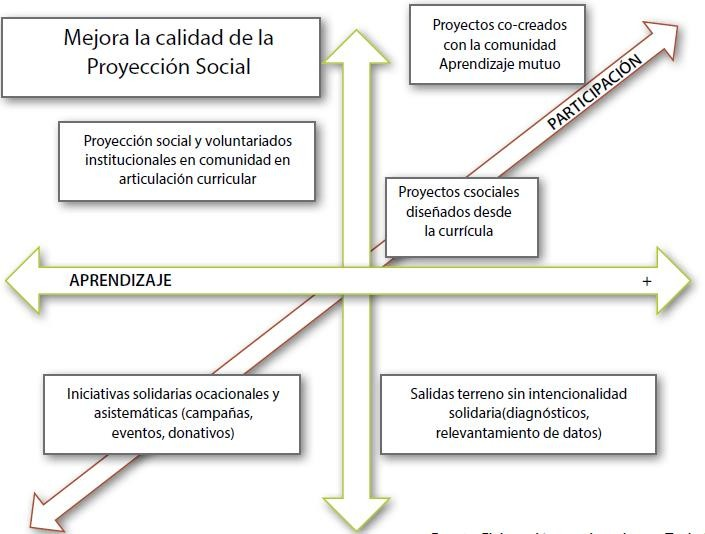 Mejora la calidad de la
Proyección Social
Proyectos co-creados
con la comunidad
Aprendizaje mutuo
PARTICIPACIÓN
Proyección social y voluntariados
institucionales en comunidad en
articulación curricular
Proyectos csociales
diseñados desde
la currícula
APRENDIZAJE
+
Iniciativas solidarias ocacionales y
asistemáticas (campañas,
eventos, donativos)
Salidas terreno sin intencionalidad
solidaria(diagnósticos,
relevantamiento de datos)